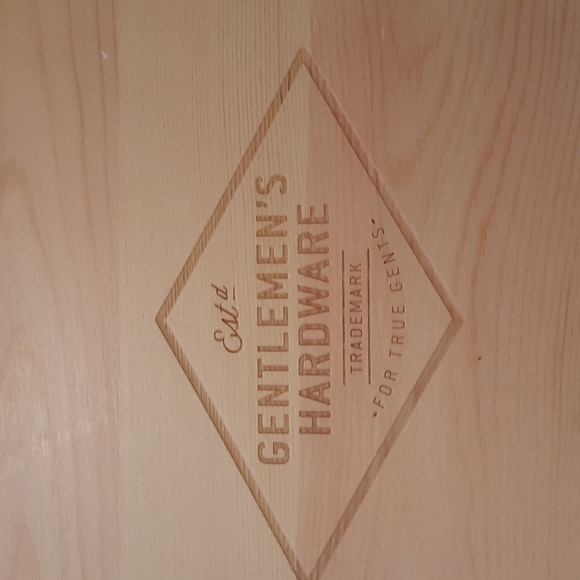 Est'd
GENTLEMEN'S
HARDWARE
TRADEMARK
"FOR TRUE GENTS"